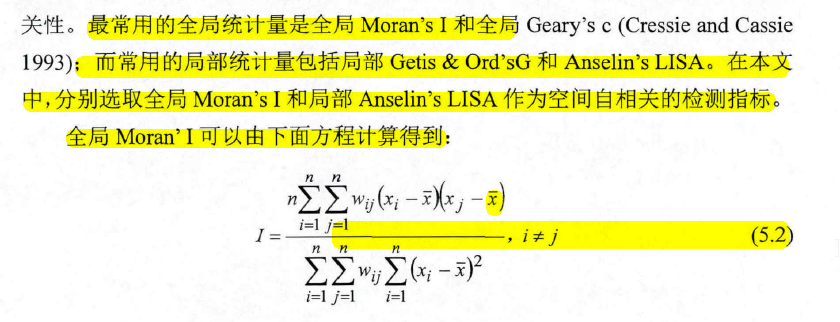 关性。最常用的全局统计量是全局 Moran's I 和全局 Geary's c (Cressie and Cassie
1993)；而常用的局部统计量包括局部 Getis & Ord'sG 和 Anselin's LISA。在本文
中，分别选取全局 Moran's I 和局部 Anselin's LISA 作为空间自相关的检测指标。
全局 Moran' I 可以由下面方程计算得到：
I = \frac{n\sum_{i=1}^{n}\sum_{j=1}^{n} w_{ij}(x_i - \bar{x})(x_j - \bar{x})}{\sum_{i=1}^{n}\sum_{j=1}^{n} w_{ij}\sum_{i=1}^{n}(x_i - \bar{x})^2}，i ≠ j (5.2)